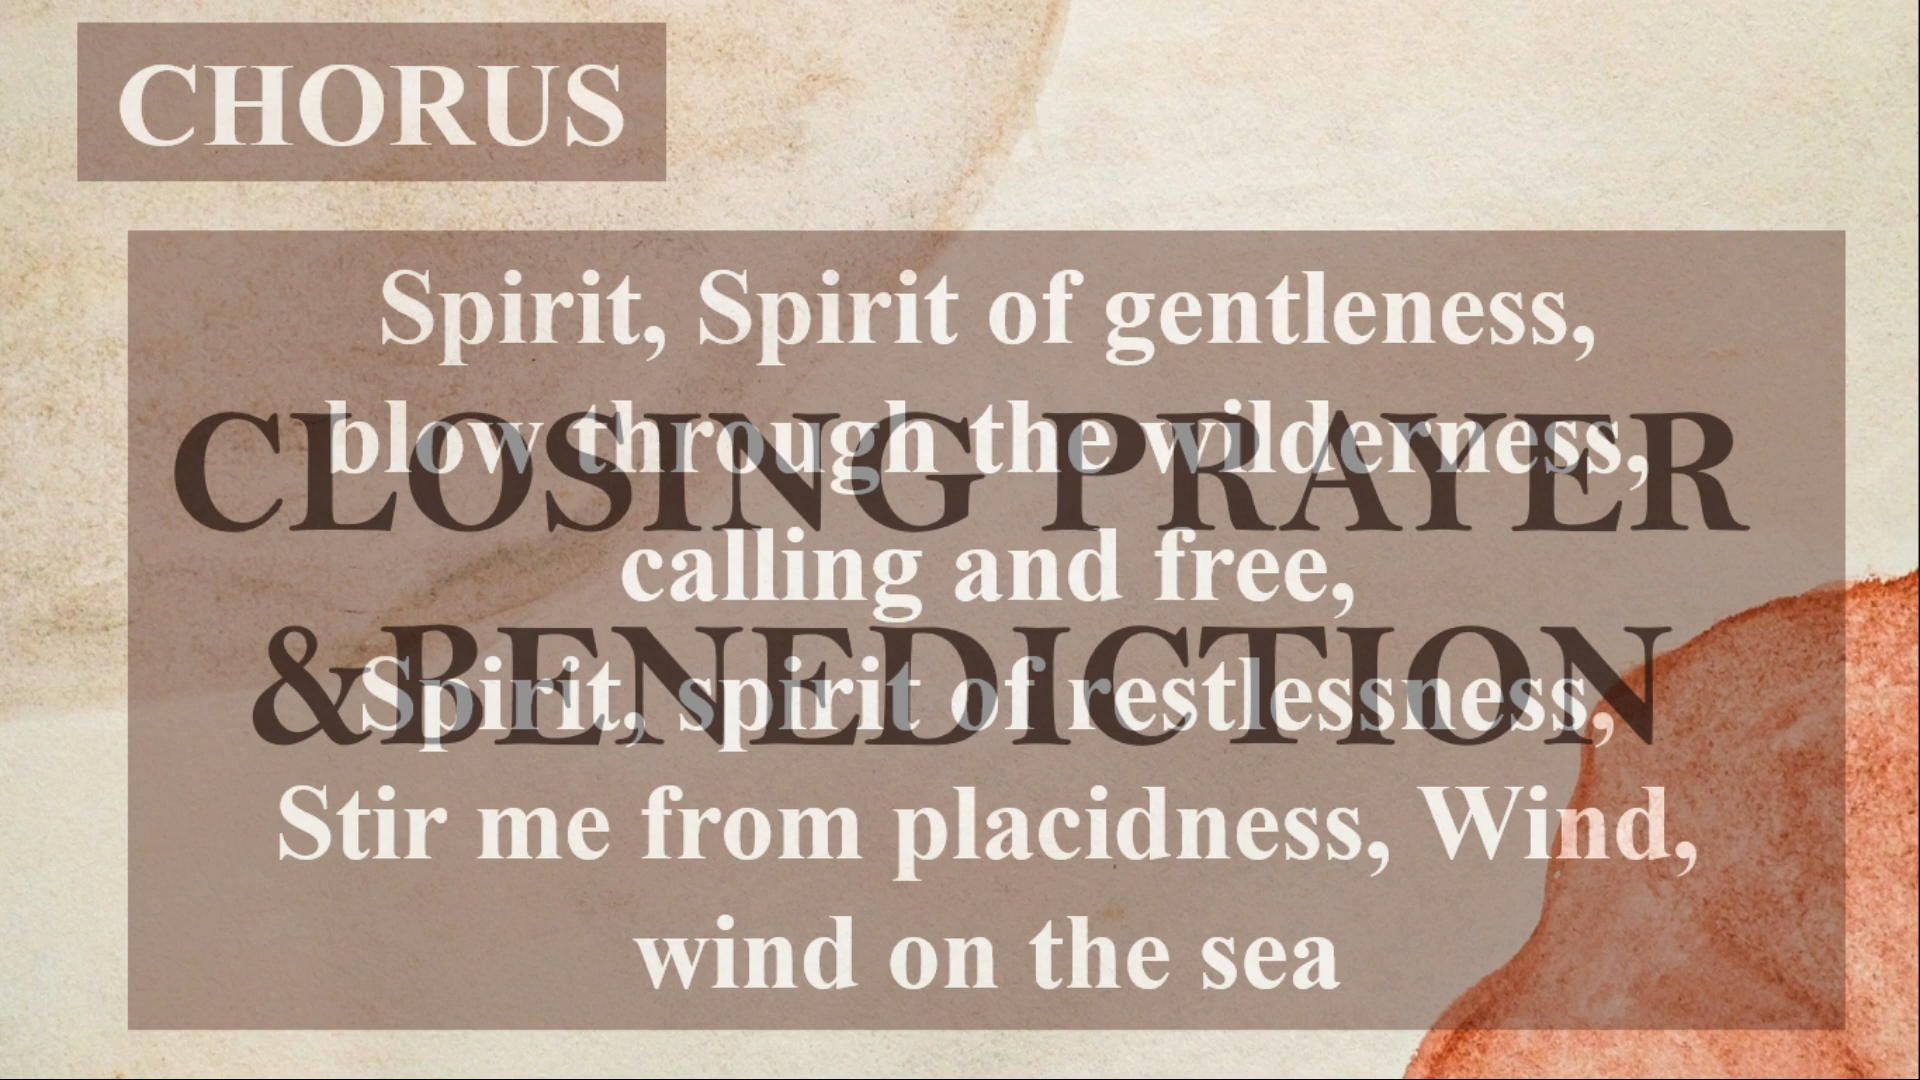 CHORUS
Spirit, Spirit of gentleness,
blow through the wilderness,
CLOSING PRAYER
calling and free,
&BENEDICTION
Spirit, spirit of restlessness,
Stir me from placidness, Wind,
wind on the sea